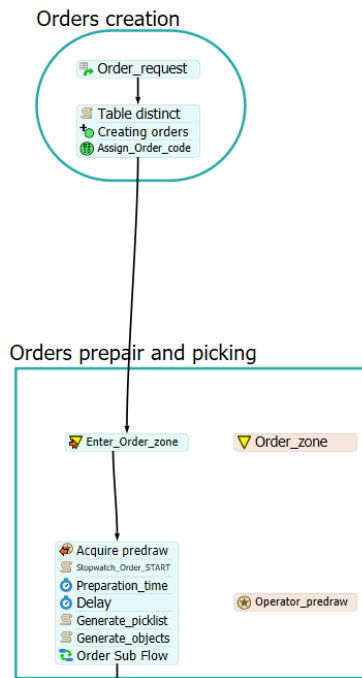 Orders creation
Order_request
Table distinct
Creating orders
Assign_Order_code
Orders prepair and picking
Enter_Order_zone
Order_zone
Acquire predraw
Stopwatch_Order_START
Preparation_time
Delay
Operator_predraw
Generate_picklist
Generate_objects
Order Sub Flow